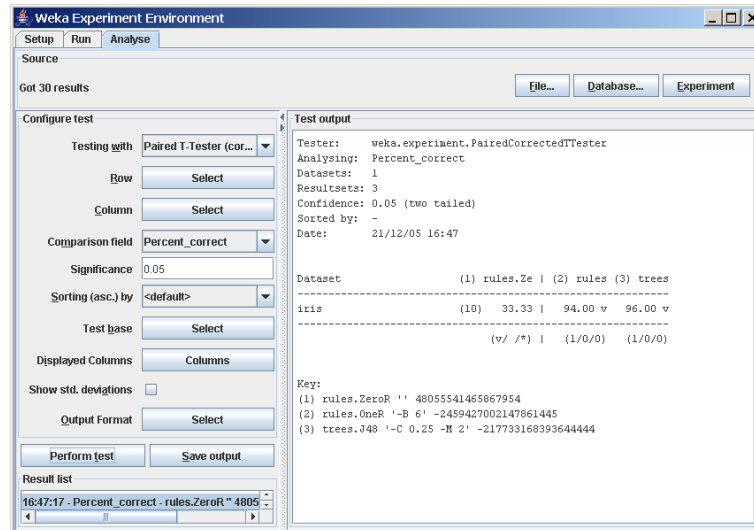 Weka Experiment Environment
Setup Run Analyse
Source
Got 30 results
File... Database... Experiment
Configure test
Testing with Paired T-Tester (cor...
Row Select
Column Select
Comparison field Percent_correct
Significance 0.05
Sorting (asc.) by <default>
Test base Select
Displayed Columns Columns
Show std. deviations
Output Format Select
Perform test Save output
Result list
16:47:17 - Percent_correct - rules.ZeroR '' 4805
Test output
Tester: weka.experiment.PairedCorrectedTTester
Analysing: Percent_correct
Datasets: 1
Resultsets: 3
Confidence: 0.05 (two tailed)
Sorted by: -
Date: 21/12/05 16:47
Dataset (1) rules.Ze | (2) rules (3) trees
--------------------------------------------------------------
iris (10) 33.33 | 94.00 v 96.00 v
--------------------------------------------------------------
(v/ /*) | (1/0/0) (1/0/0)
Key:
(1) rules.ZeroR '' 48055541465867954
(2) rules.OneR '-B 6' -2459427002147861445
(3) trees.J48 '-C 0.25 -M 2' -217733168393644444